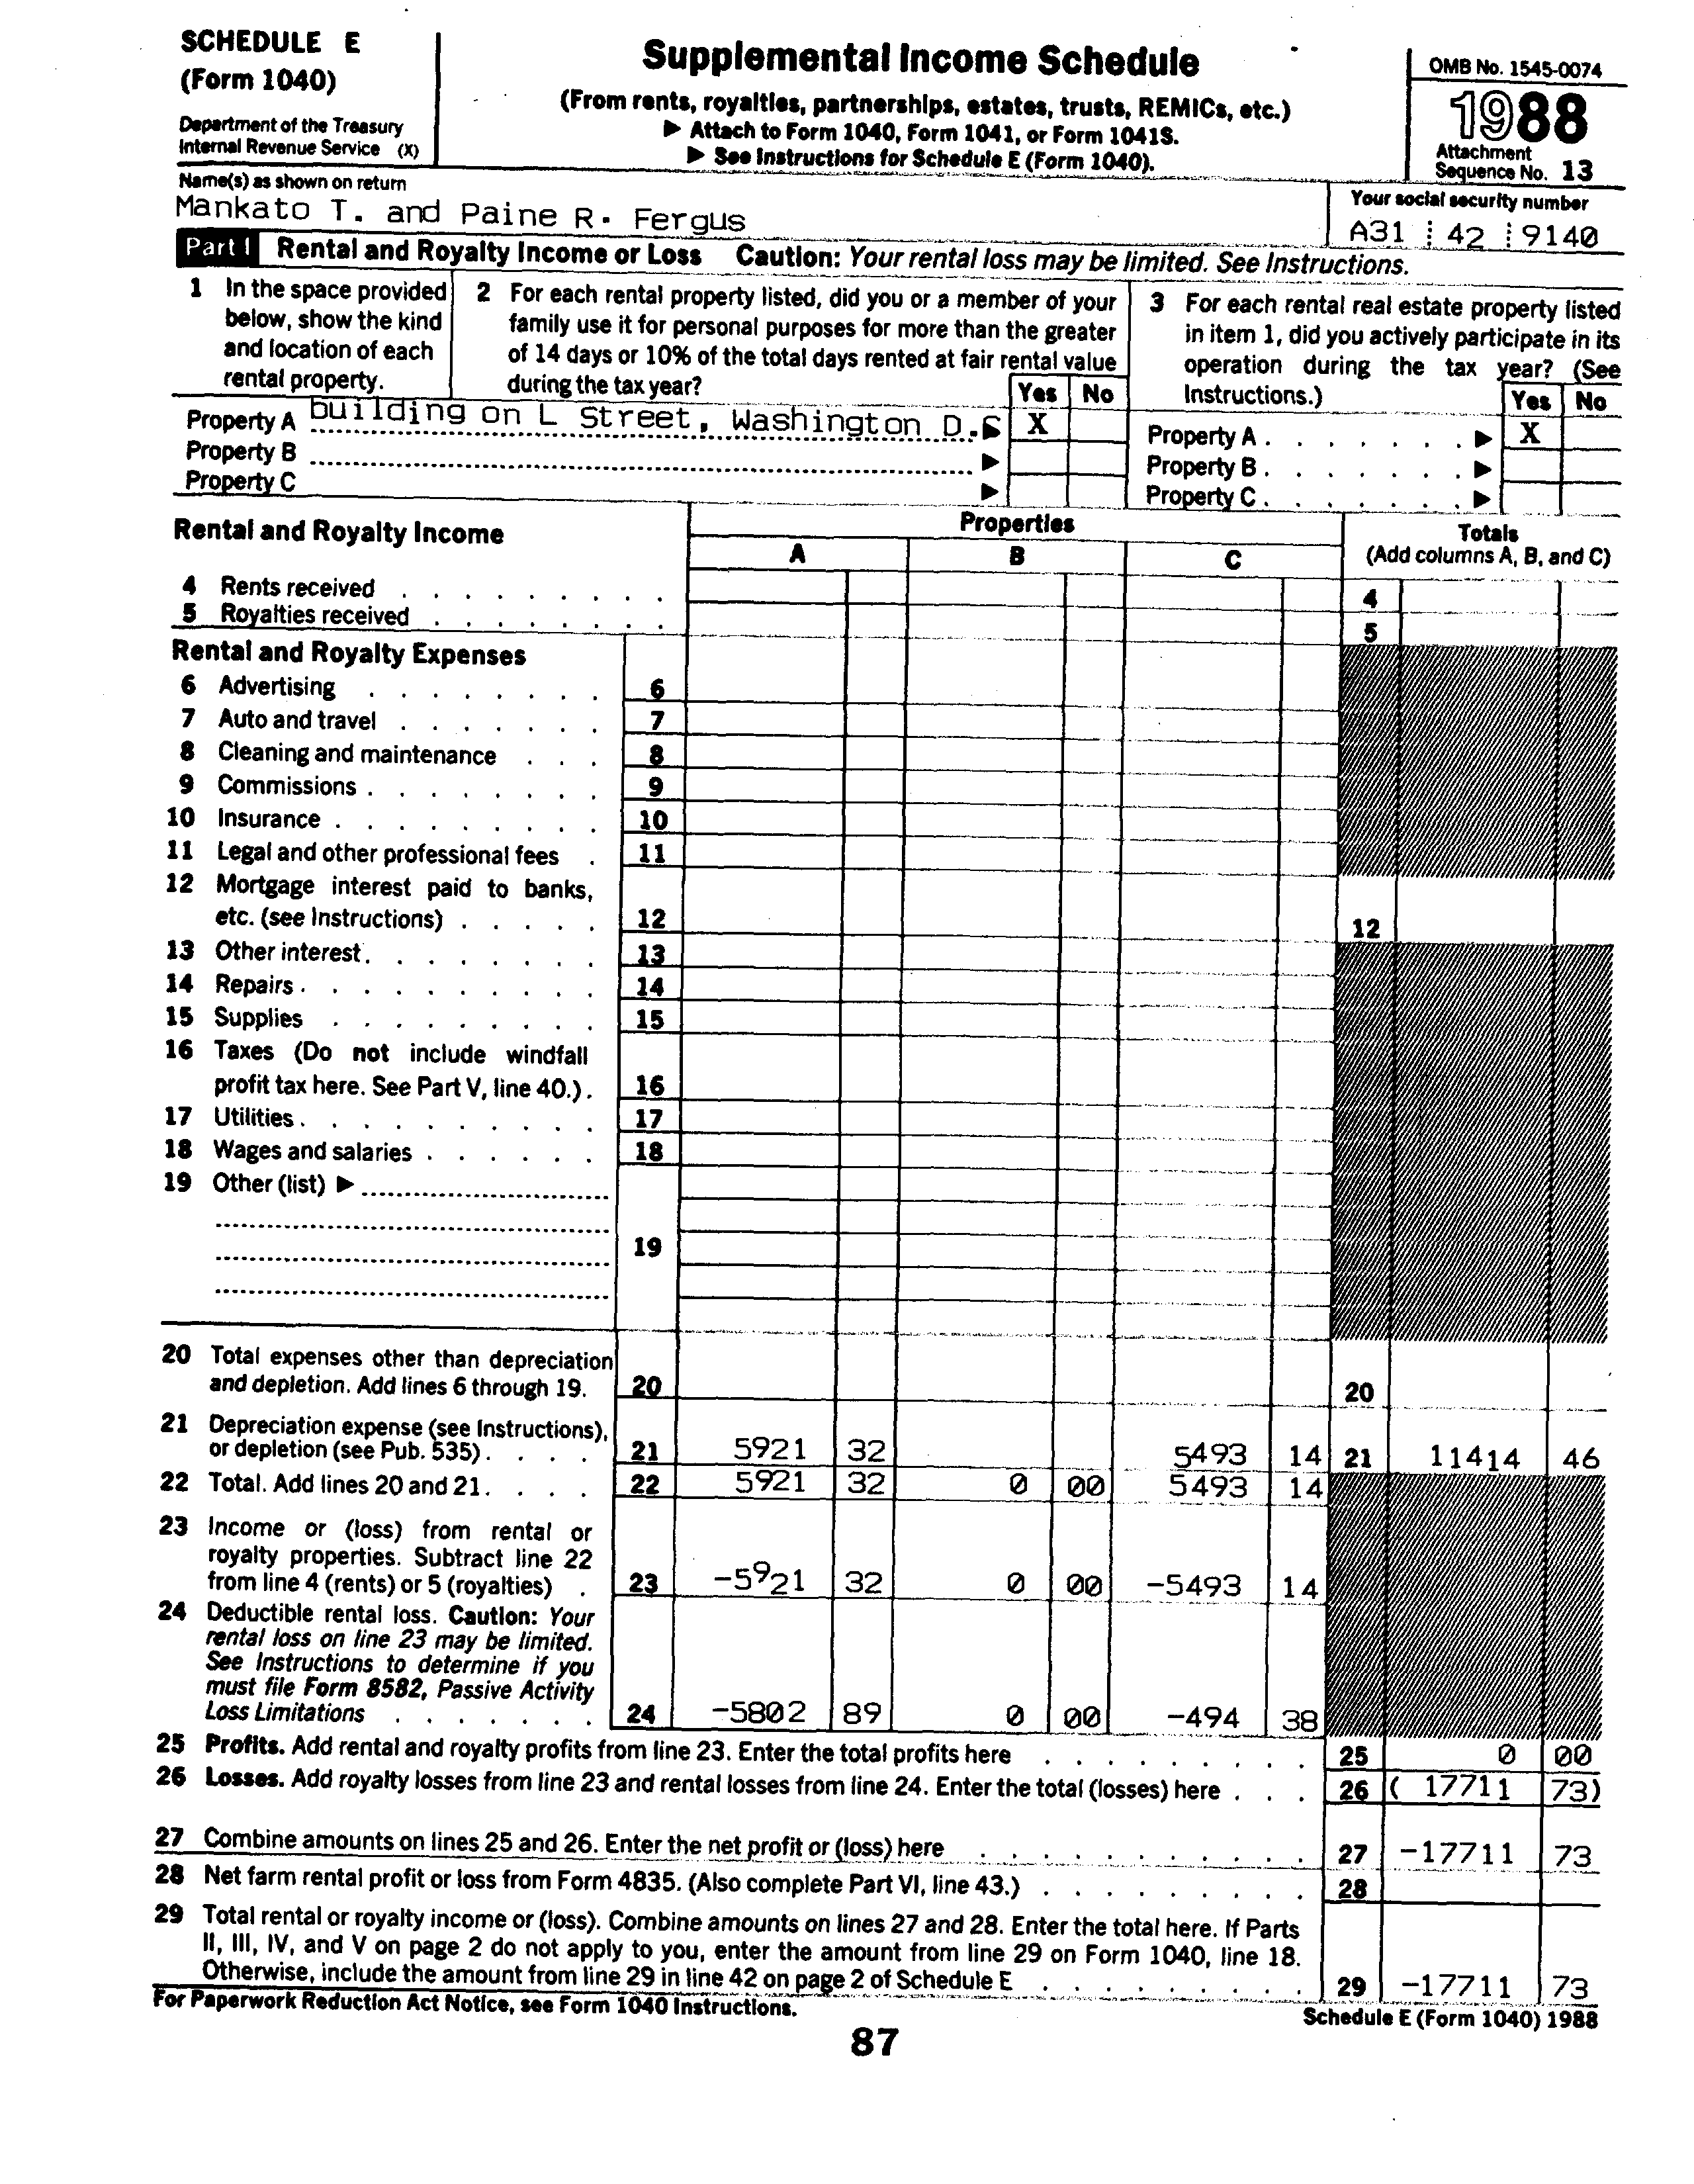 SCHEDULE E
(Form 1040)
Department of the Treasury
Internal Revenue Service (X)
Supplemental Income Schedule
(From rents, royalties, partnerships, estates, trusts, REMICs, etc.)
▶ Attach to Form 1040, Form 1041, or Form 1041S.
▶ See Instructions for Schedule E (Form 1040).
OMB No. 1545-0074
1988
Attachment
Sequence No. 13
Name(s) as shown on return
Mankato T. and Paine R. Fergus
Your social security number
A31 42 9140
Part I Rental and Royalty Income or Loss Caution: Your rental loss may be limited. See Instructions.
1 In the space provided
below, show the kind
and location of each
rental property.
2 For each rental property listed, did you or a member of your
family use it for personal purposes for more than the greater
of 14 days or 10% of the total days rented at fair rental value
during the tax year?
Yes No
3 For each rental real estate property listed
in item 1, did you actively participate in its
operation during the tax year? (See
Instructions.)
Yes No
Property A building on L Street, Washington D.C ▶ X
Property B ▶
Property C ▶
Property A . . . . . . . ▶ X
Property B . . . . . . . ▶
Property C . . . . . . . ▶
Rental and Royalty Income
Properties
A B C
Totals
(Add columns A, B, and C)
4 Rents received . . . . . . . . . 4
5 Royalties received . . . . . . . . 5
Rental and Royalty Expenses
6 Advertising . . . . . . . . 6
7 Auto and travel . . . . . . . 7
8 Cleaning and maintenance . . . 8
9 Commissions . . . . . . . . 9
10 Insurance . . . . . . . . . 10
11 Legal and other professional fees . 11
12 Mortgage interest paid to banks,
etc. (see Instructions) . . . . . 12 12
13 Other interest . . . . . . . . 13
14 Repairs . . . . . . . . . . 14
15 Supplies . . . . . . . . . 15
16 Taxes (Do not include windfall
profit tax here. See Part V, line 40.) . 16
17 Utilities . . . . . . . . . . 17
18 Wages and salaries . . . . . . 18
19 Other (list) ▶
19
20 Total expenses other than depreciation
and depletion. Add lines 6 through 19. 20 20
21 Depreciation expense (see Instructions),
or depletion (see Pub. 535) . . . . 21 5921 32 5493 14 21 11414 46
22 Total. Add lines 20 and 21 . . . . 22 5921 32 0 00 5493 14
23 Income or (loss) from rental or
royalty properties. Subtract line 22
from line 4 (rents) or 5 (royalties) . 23 -5921 32 0 00 -5493 14
24 Deductible rental loss. Caution: Your
rental loss on line 23 may be limited.
See Instructions to determine if you
must file Form 8582, Passive Activity
Loss Limitations . . . . . . . 24 -5802 89 0 00 -494 38
25 Profits. Add rental and royalty profits from line 23. Enter the total profits here . . . . . . . . . 25 0 00
26 Losses. Add royalty losses from line 23 and rental losses from line 24. Enter the total (losses) here . . . 26 ( 17711 73)
27 Combine amounts on lines 25 and 26. Enter the net profit or (loss) here . . . . . . . . . . . 27 -17711 73
28 Net farm rental profit or loss from Form 4835. (Also complete Part VI, line 43.) . . . . . . . . . 28
29 Total rental or royalty income or (loss). Combine amounts on lines 27 and 28. Enter the total here. If Parts
II, III, IV, and V on page 2 do not apply to you, enter the amount from line 29 on Form 1040, line 18.
Otherwise, include the amount from line 29 in line 42 on page 2 of Schedule E . . . . . . . . . 29 -17711 73
For Paperwork Reduction Act Notice, see Form 1040 Instructions.
Schedule E (Form 1040) 1988
87